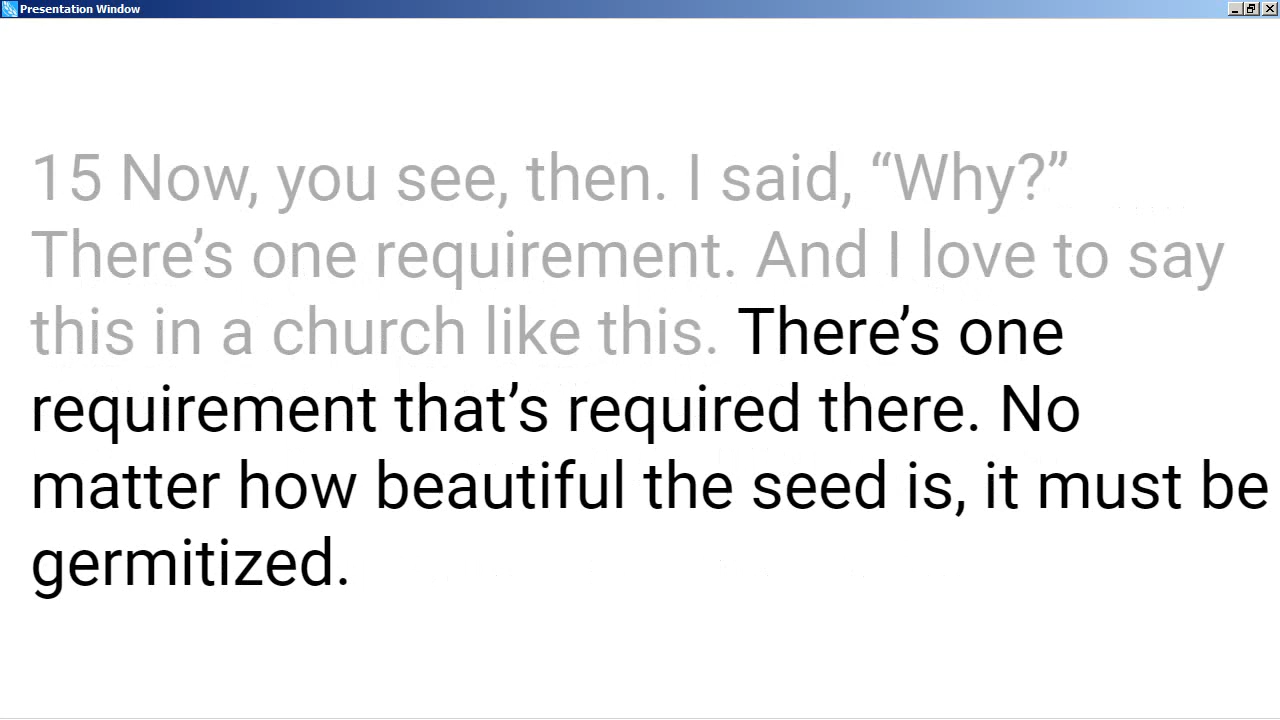 Presentation Window
15 Now, you see, then. I said, “Why?”
There’s one requirement. And I love to say
this in a church like this. There’s one
requirement that’s required there. No
matter how beautiful the seed is, it must be
germitized.